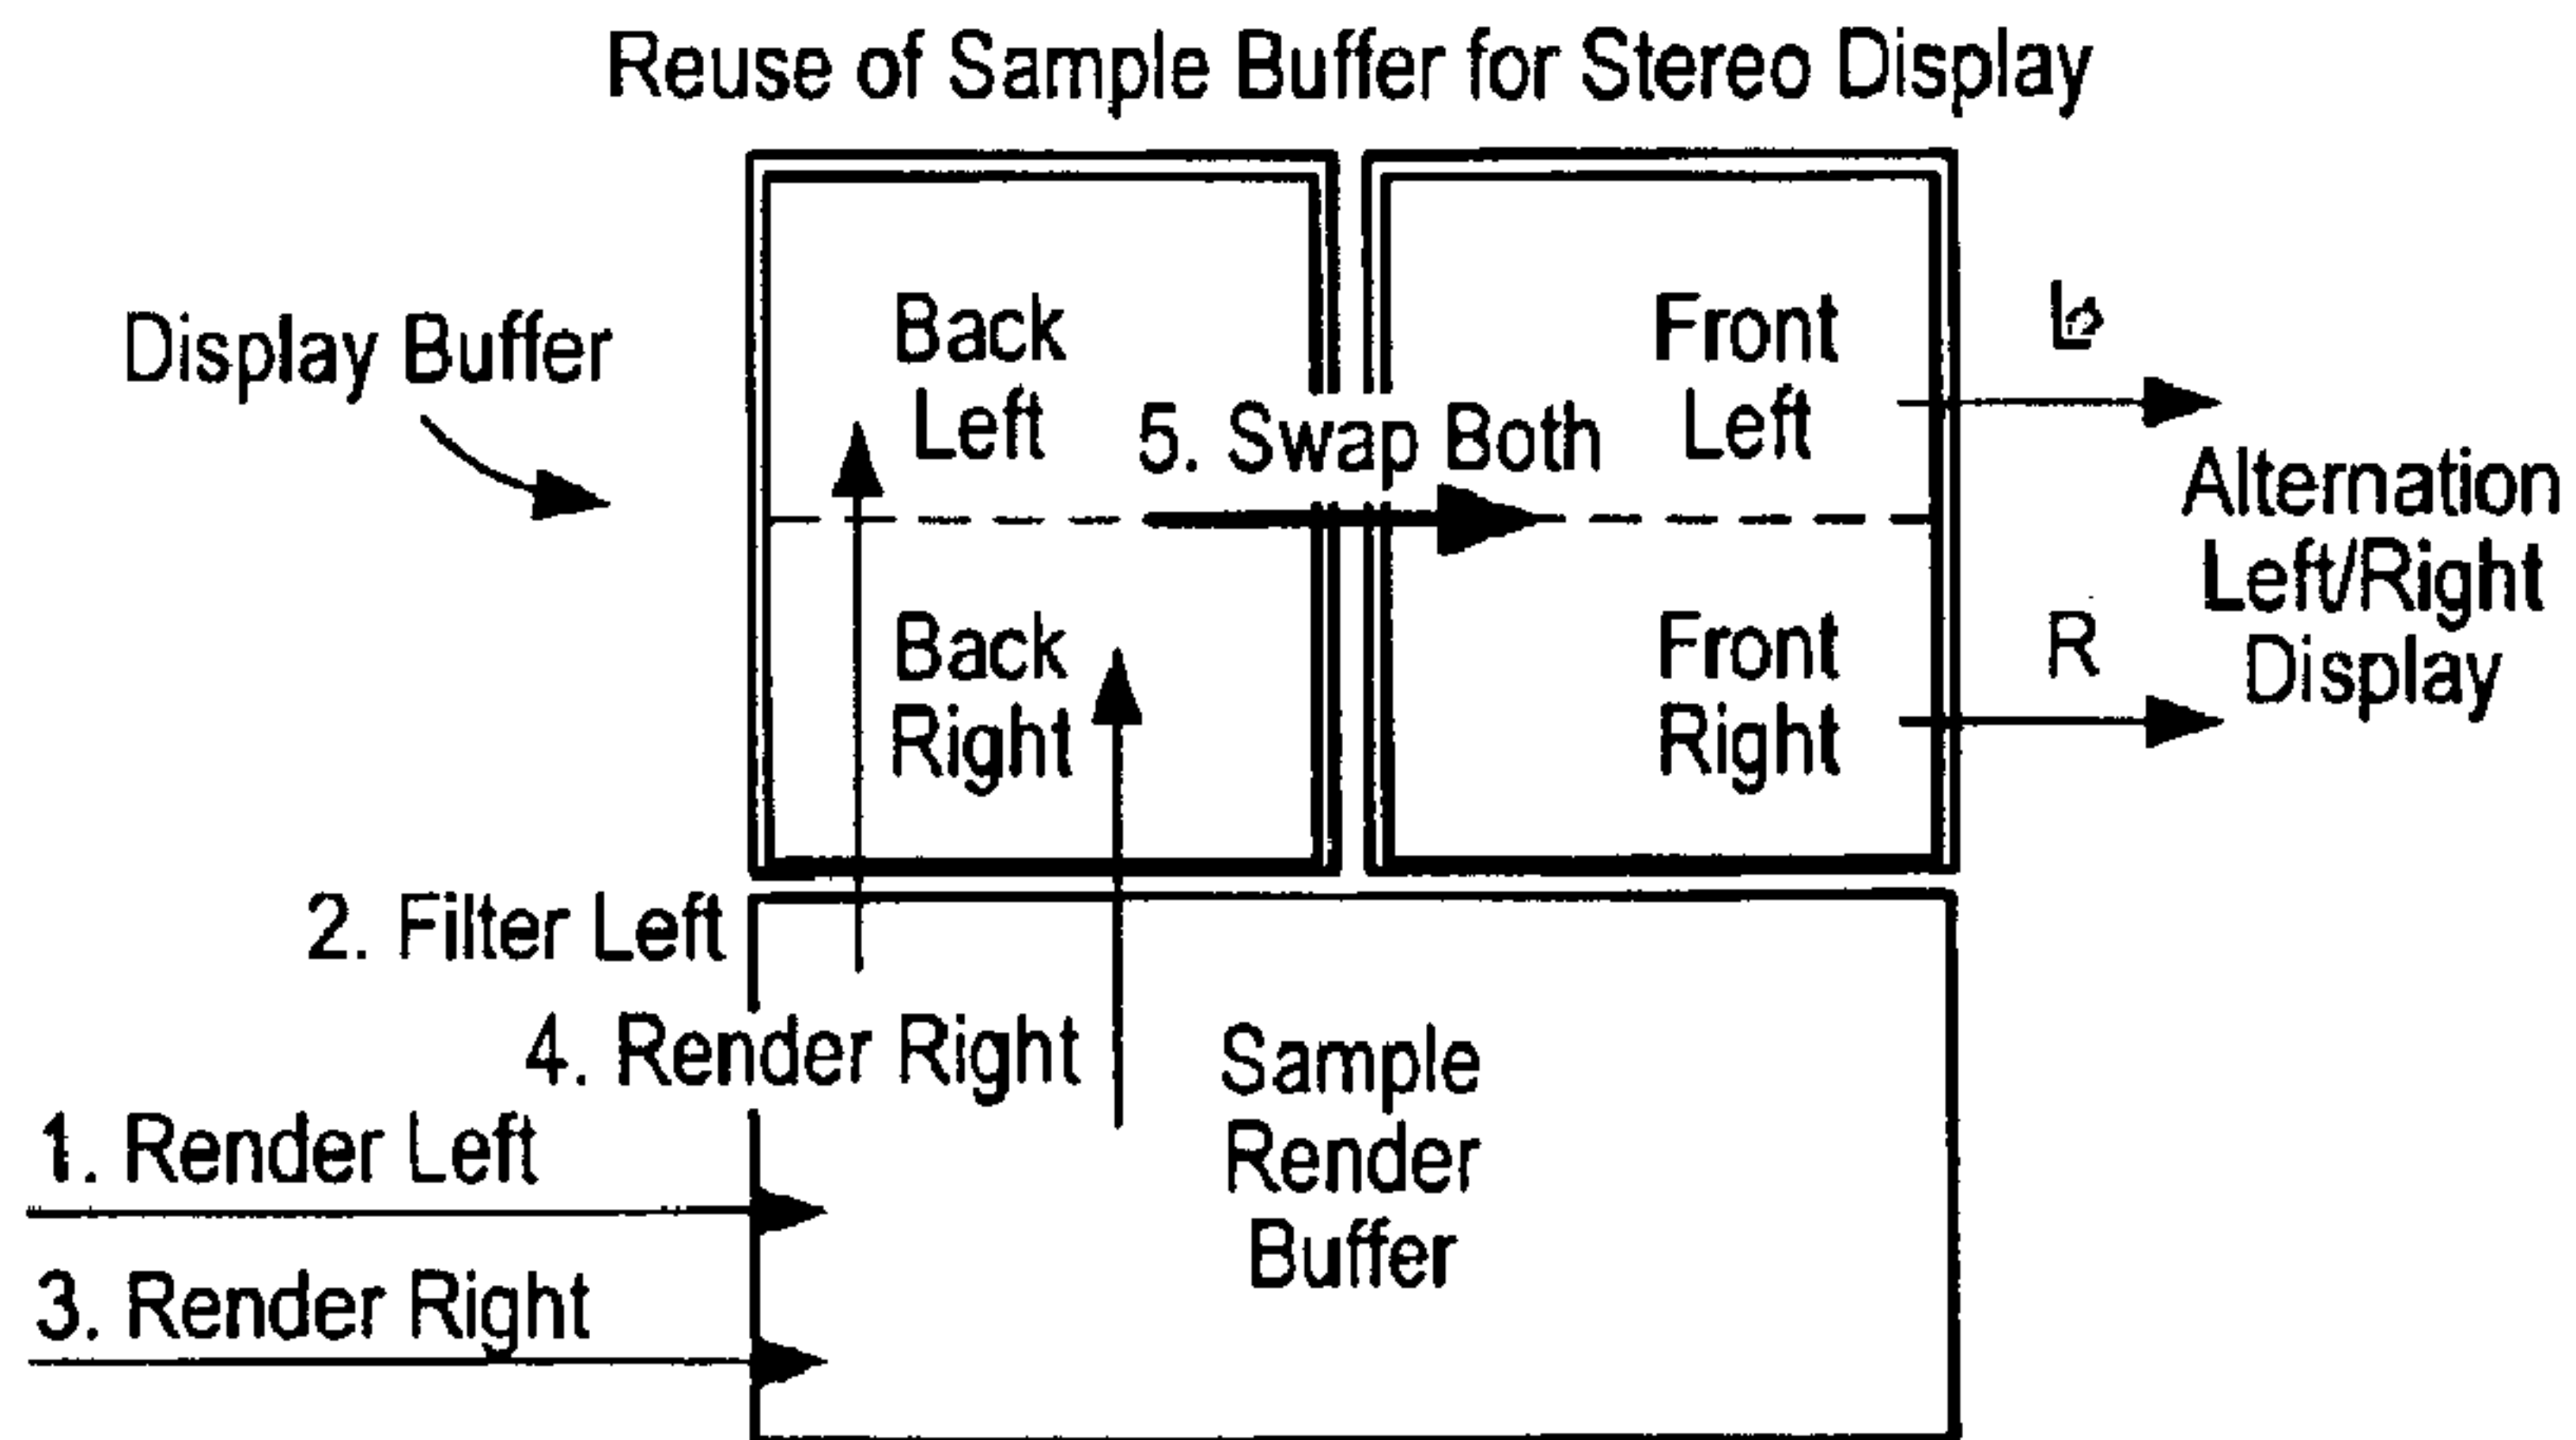 Reuse of Sample Buffer for Stereo Display
Display Buffer
Back
Left
5. Swap Both
Front
Left
L
Alternation
Left/Right
Display
Back
Right
Front
Right
R
2. Filter Left
4. Render Right
1. Render Left
3. Render Right
Sample
Render
Buffer